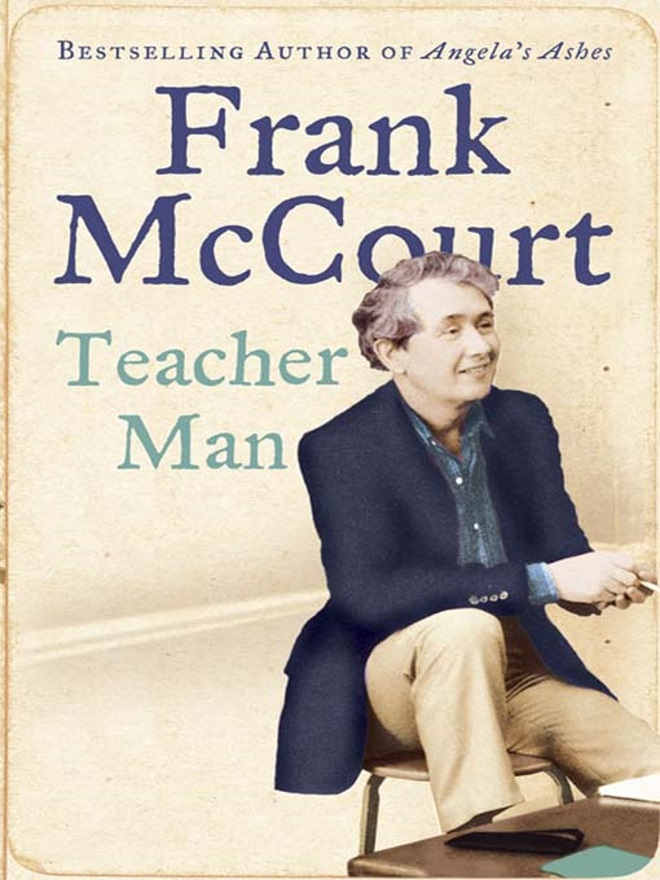 Bestselling Author of Angela's Ashes
Frank
McCourt
Teacher
Man